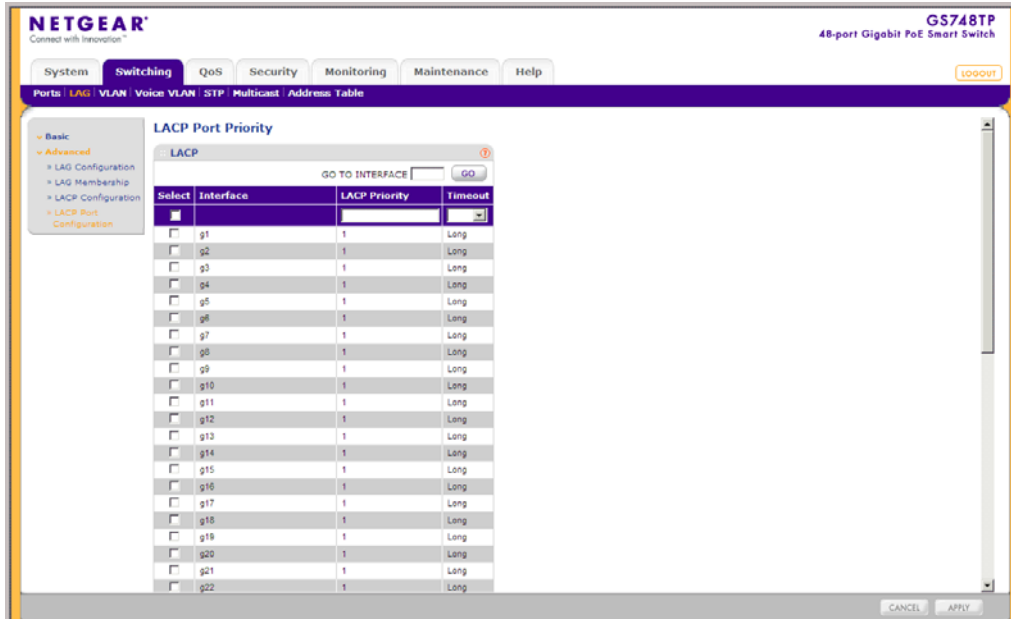 NETGEAR
Connect with Innovation™
GS748TP
48-port Gigabit PoE Smart Switch
System Switching QoS Security Monitoring Maintenance Help
LOGOUT
Ports LAG VLAN Voice VLAN STP Multicast Address Table
Basic
Advanced
LAG Configuration
LAG Membership
LACP Configuration
LACP Port
Configuration
LACP Port Priority
LACP ?
GO TO INTERFACE GO
Select Interface LACP Priority Timeout
g1 1 Long
g2 1 Long
g3 1 Long
g4 1 Long
g5 1 Long
g6 1 Long
g7 1 Long
g8 1 Long
g9 1 Long
g10 1 Long
g11 1 Long
g12 1 Long
g13 1 Long
g14 1 Long
g15 1 Long
g16 1 Long
g17 1 Long
g18 1 Long
g19 1 Long
g20 1 Long
g21 1 Long
g22 1 Long
CANCEL APPLY